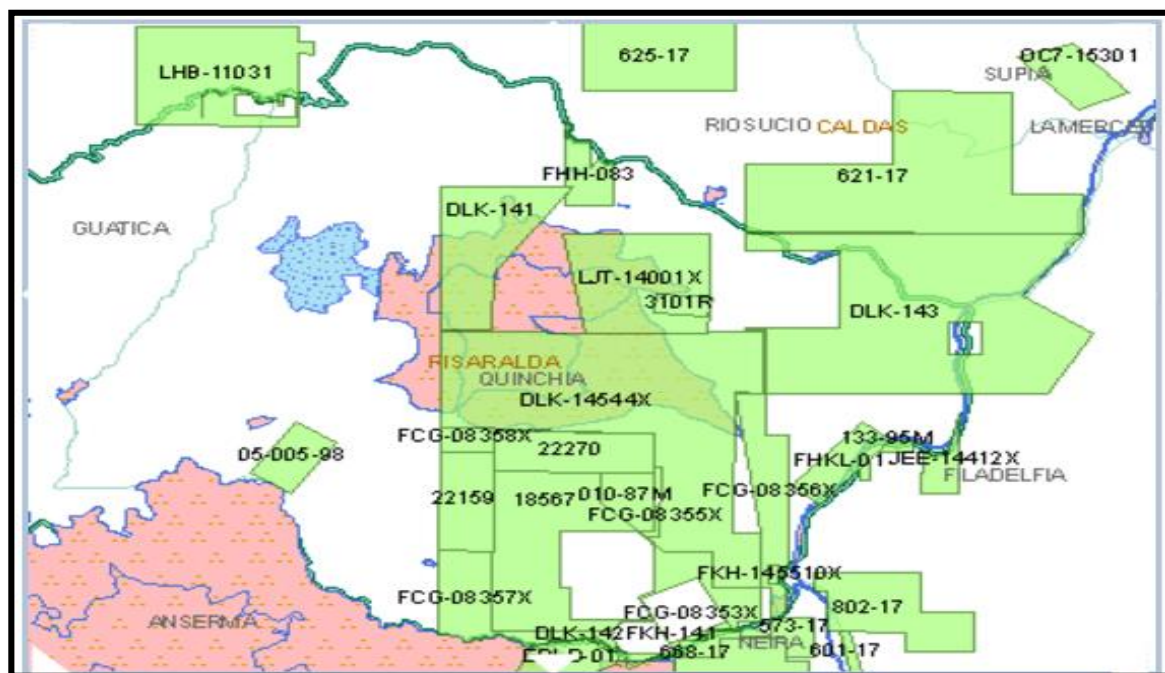 625-17
OC7-15301
LHB-11031
SUPIA
RIOSUCIO CALDAS
LAMERCED
FHH-083
621-17
DLK-141
GUATICA
LJT-14001X
3101R
DLK-143
RISARALDA
QUINCHIA
DLK-14544X
FCG-08358X
22270
133-95M
05-005-98
FHKL-01
JEE-14412X
FILADELFIA
22159
18567
010-87M
FCG-08356X
FCG-08355X
FKH-145510X
FCG-08357X
FCG-08353X
802-17
ANSERMA
573-17
DLK-142
FKH-141
NEIRA
668-17
601-17